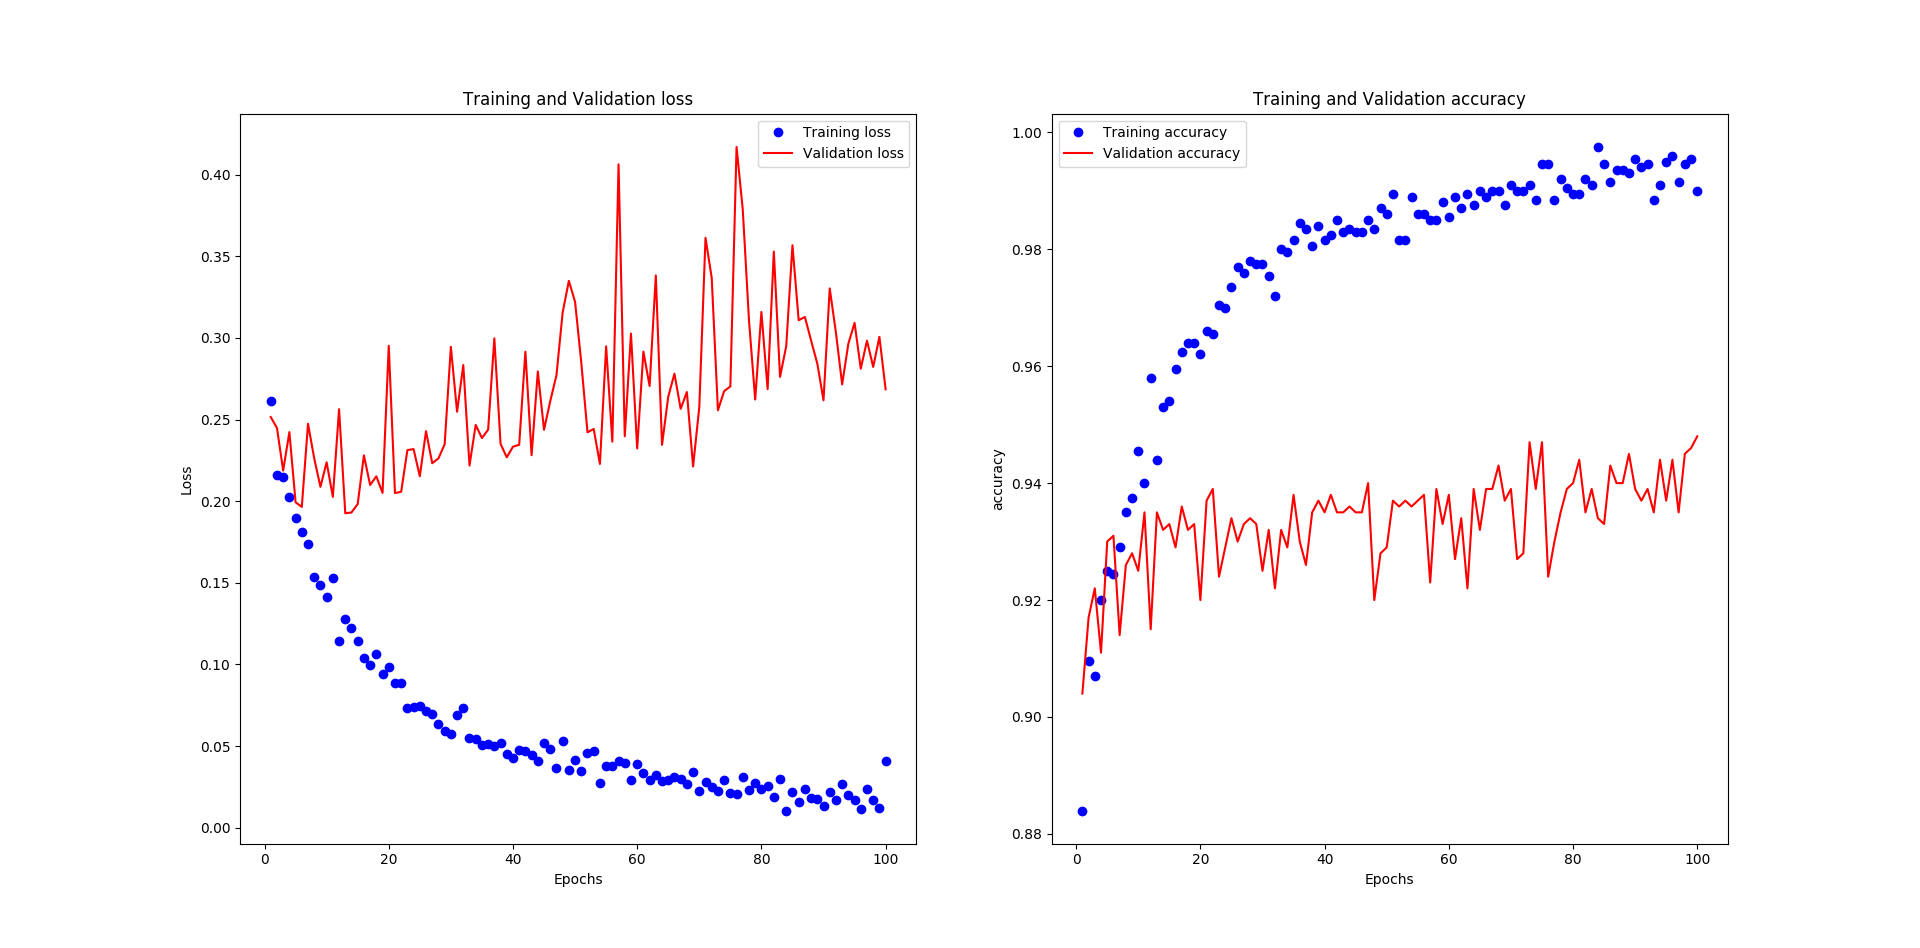 Training and Validation loss
Training loss
Validation loss
0.40
0.35
0.30
0.25
0.20
0.15
0.10
0.05
0.00
Loss
0
20
40
60
80
100
Epochs
Training and Validation accuracy
Training accuracy
Validation accuracy
1.00
0.98
0.96
0.94
0.92
0.90
0.88
accuracy
0
20
40
60
80
100
Epochs